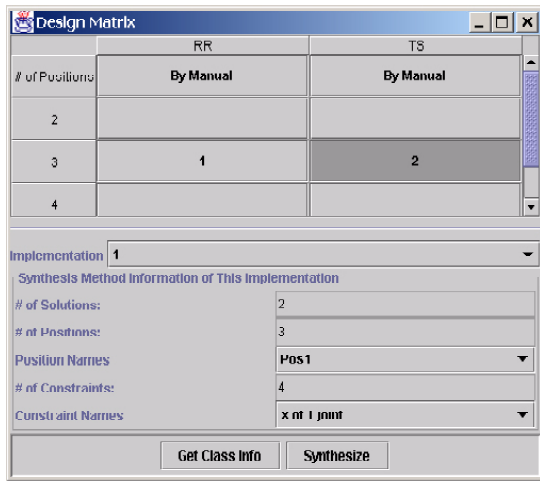 Design Matrix
RR TS
# of Positions By Manual By Manual
2
3 1 2
4
Implementation 1
Synthesis Method Information of This Implementation
# of Solutions: 2
# of Positions: 3
Position Names Pos1
# of Constraints: 4
Constraint Names x of T joint
Get Class Info Synthesize